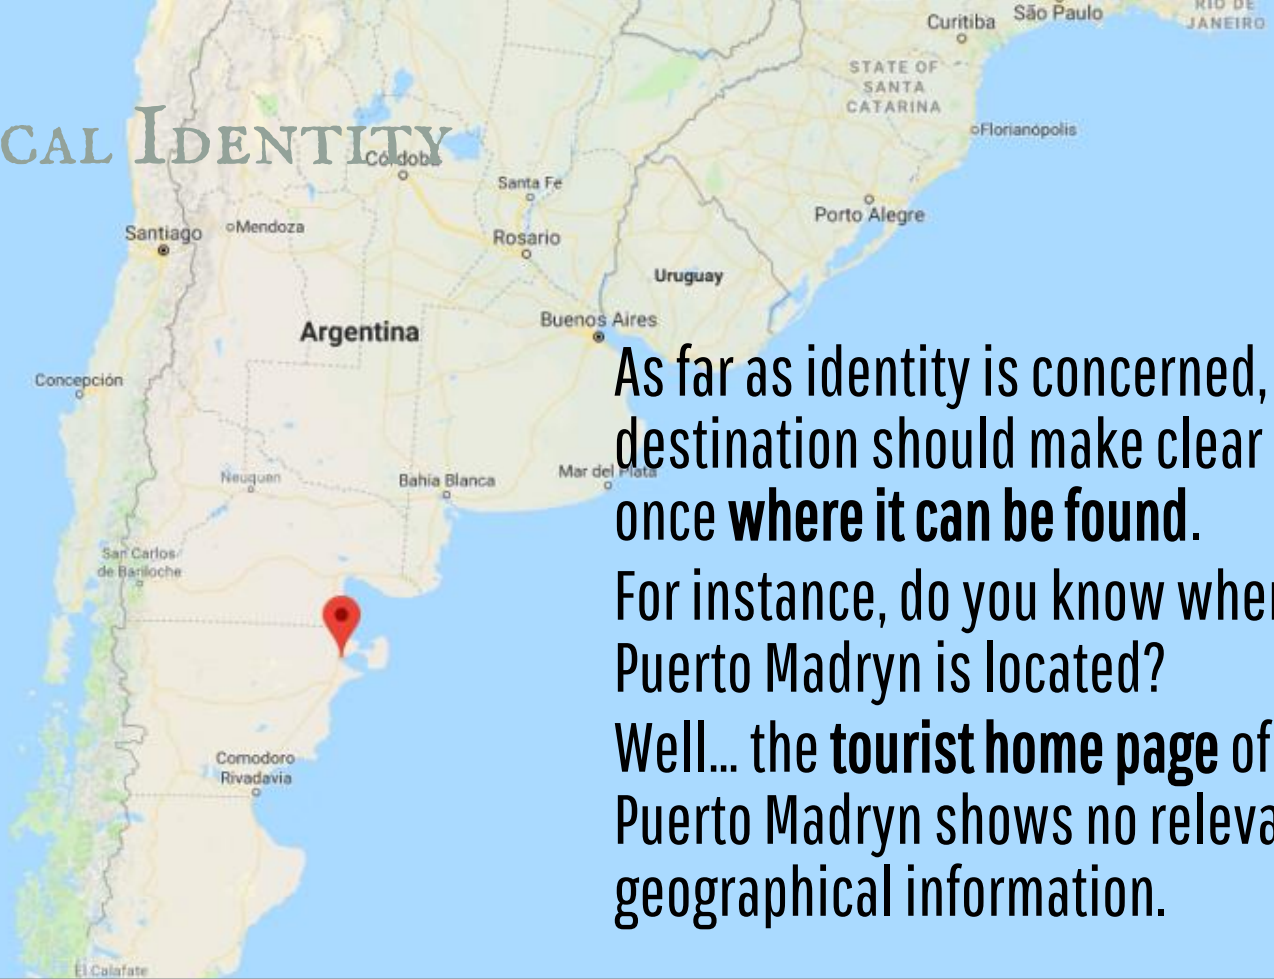 RIO DE
JANEIRO
São Paulo
Curitiba
STATE OF
SANTA
CATARINA
Florianópolis
CAL IDENTITY
Córdoba
Santa Fe
Porto Alegre
Santiago
Mendoza
Rosario
Uruguay
Argentina
Buenos Aires
Concepción
As far as identity is concerned,
destination should make clear
once where it can be found.
Neuquen
Bahía Blanca
Mar del Plata
San Carlos
de Bariloche
For instance, do you know wher
Puerto Madryn is located?
Well... the tourist home page of
Puerto Madryn shows no releva
geographical information.
Comodoro
Rivadavia
El Calafate